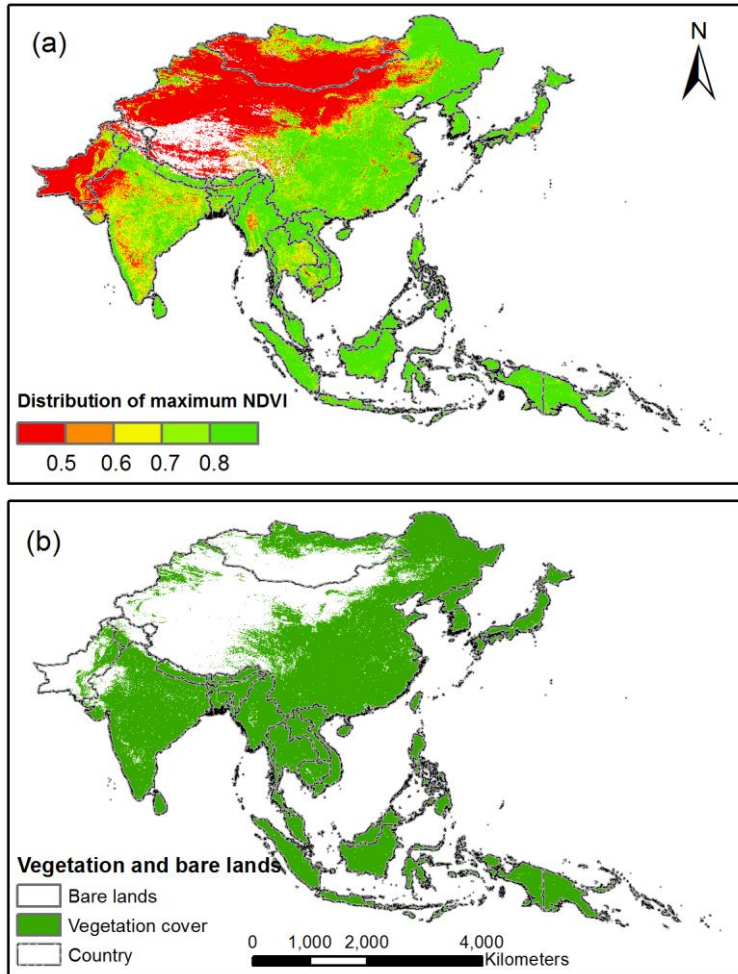 (a)
N
Distribution of maximum NDVI
0.5 0.6 0.7 0.8
(b)
Vegetation and bare lands
Bare lands
Vegetation cover
Country
0 1,000 2,000 4,000
Kilometers